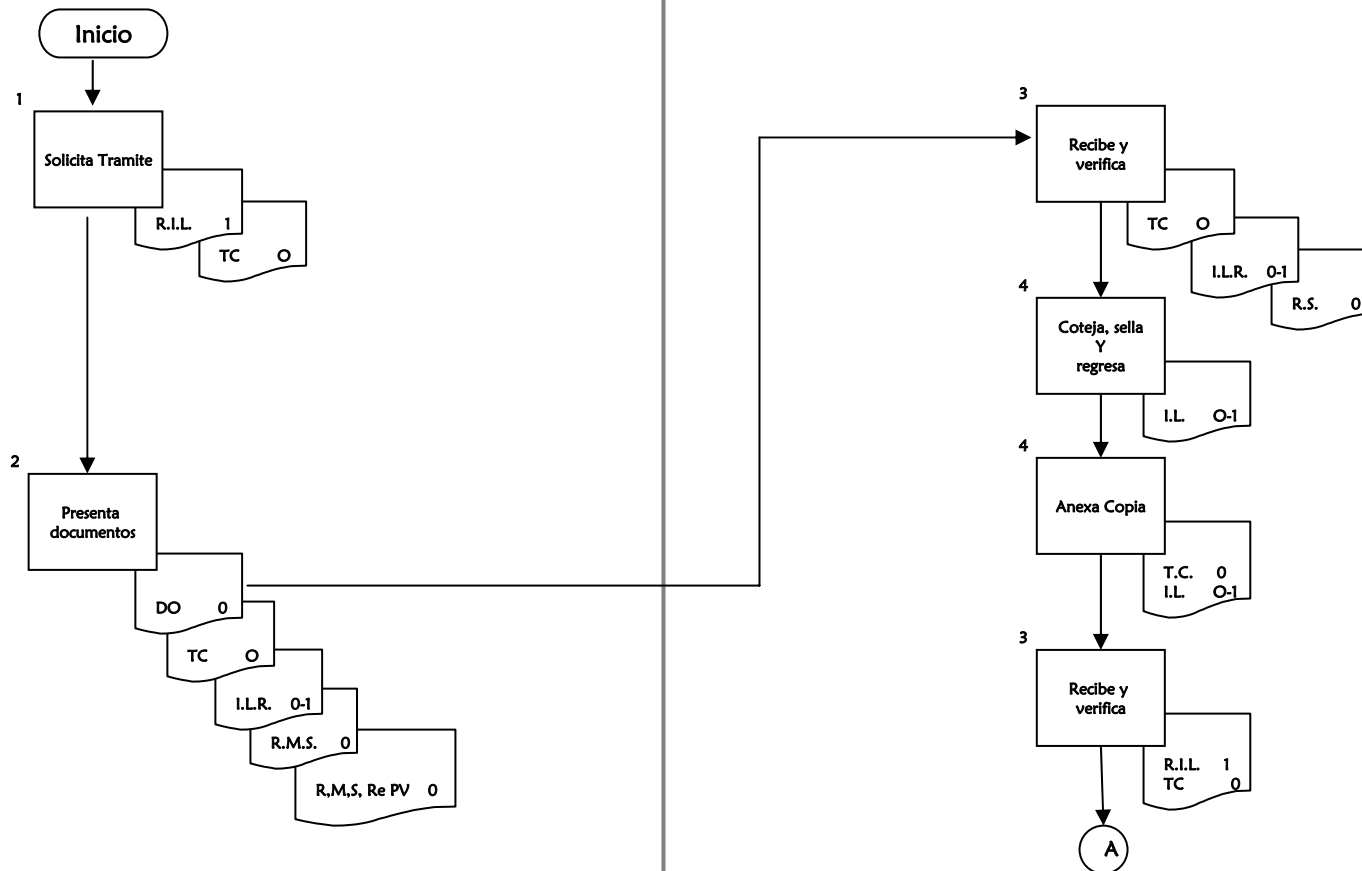 Inicio
1
Solicita Tramite
R.I.L. 1
TC O
2
Presenta
documentos
DO 0
TC O
I.L.R. 0-1
R.M.S. 0
R,M,S, Re PV 0
3
Recibe y
verifica
TC O
I.L.R. 0-1
R.S. 0
4
Coteja, sella
Y
regresa
I.L. O-1
4
Anexa Copia
T.C. 0
I.L. O-1
3
Recibe y
verifica
R.I.L. 1
TC 0
A